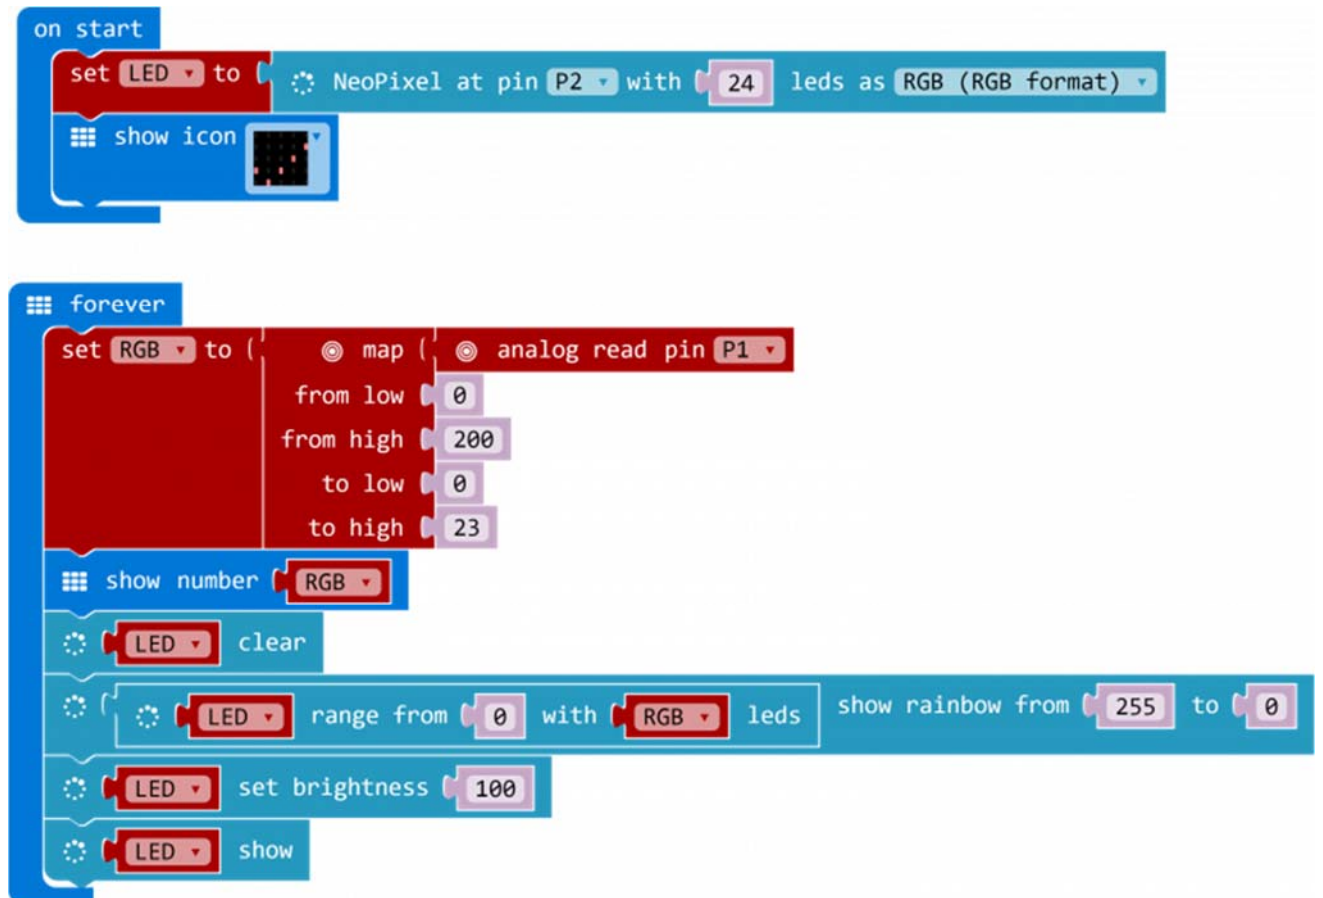 on start
set LED to NeoPixel at pin P2 with 24 leds as RGB (RGB format)
show icon
forever
set RGB to map analog read pin P1
from low 0
from high 200
to low 0
to high 23
show number RGB
LED clear
LED range from 0 with RGB leds show rainbow from 255 to 0
LED set brightness 100
LED show